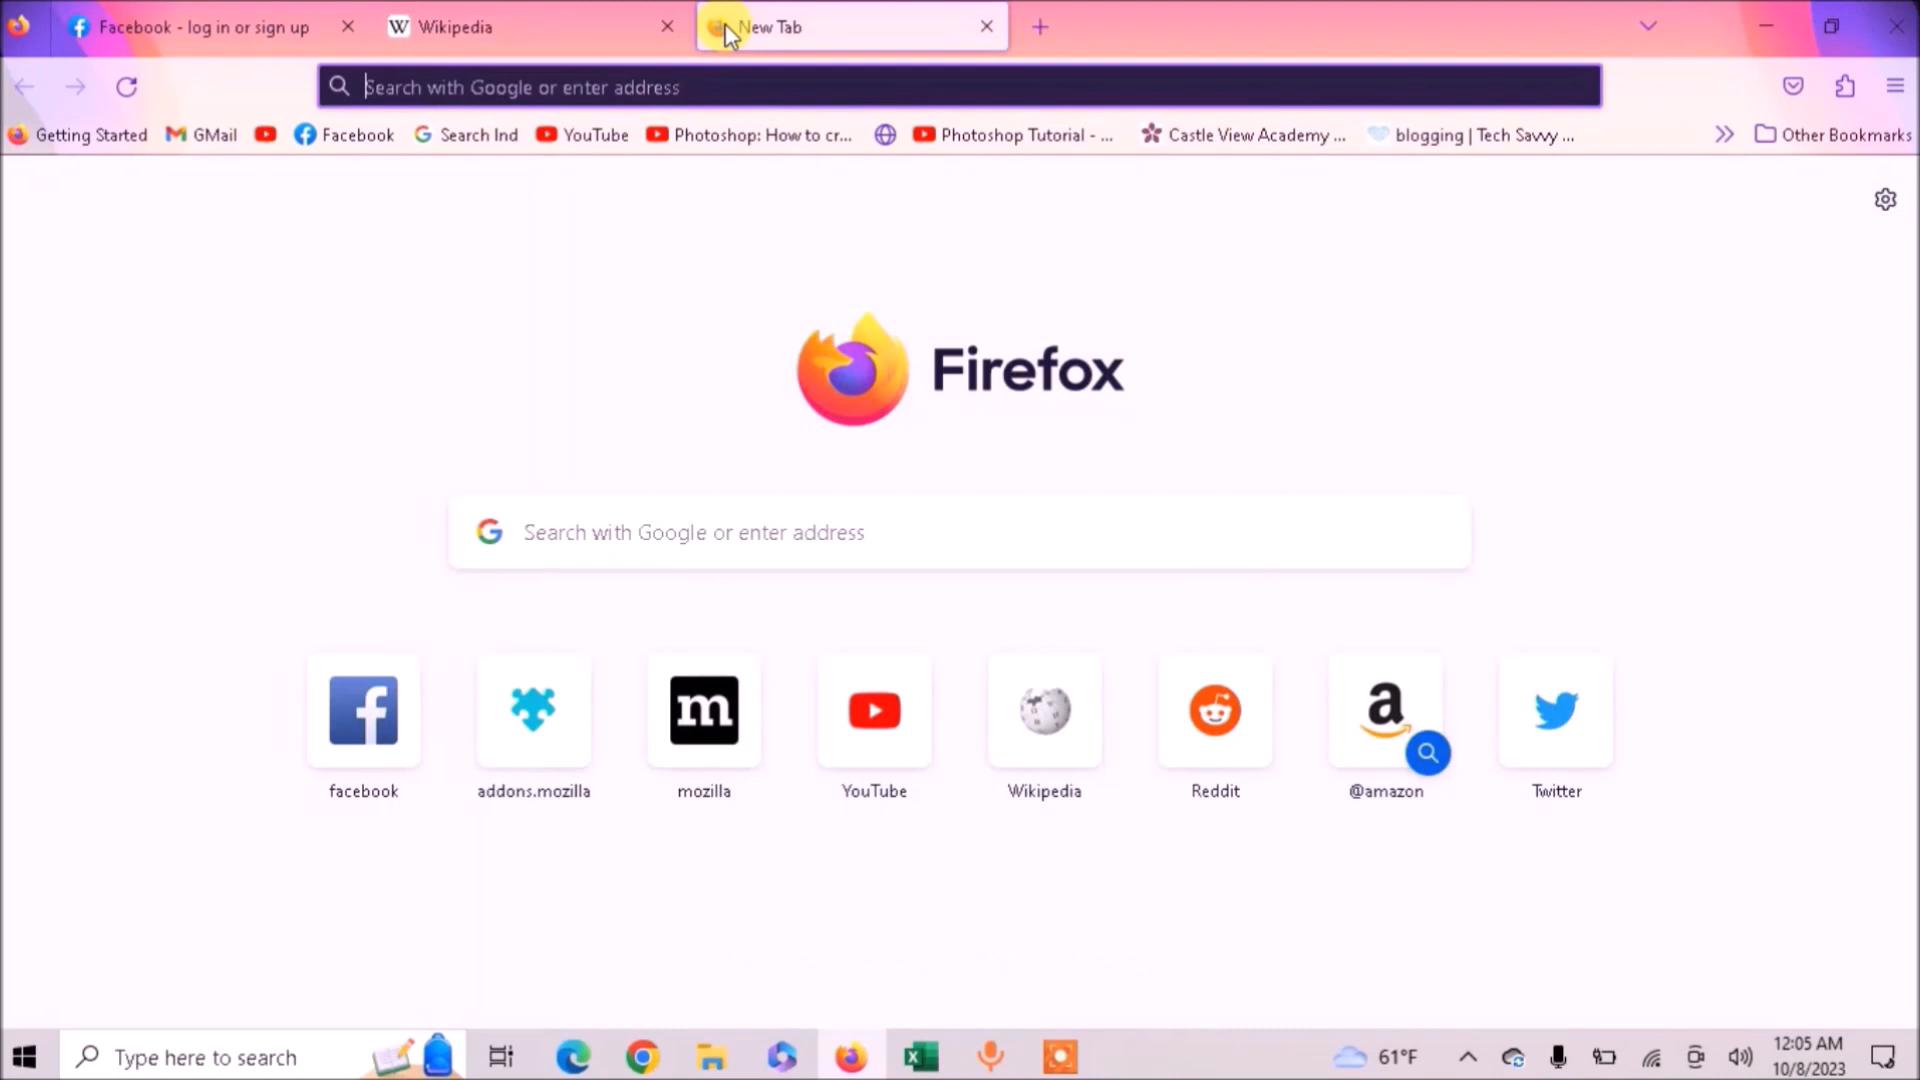 Facebook - log in or sign up
Wikipedia
New Tab
Search with Google or enter address
Getting Started
GMail
Facebook
Search Ind
YouTube
Photoshop: How to cr...
Photoshop Tutorial - ...
Castle View Academy ...
blogging | Tech Savvy ...
Other Bookmarks
Firefox
Search with Google or enter address
facebook
addons.mozilla
mozilla
YouTube
Wikipedia
Reddit
@amazon
Twitter
Type here to search
61°F
12:05 AM
10/8/2023